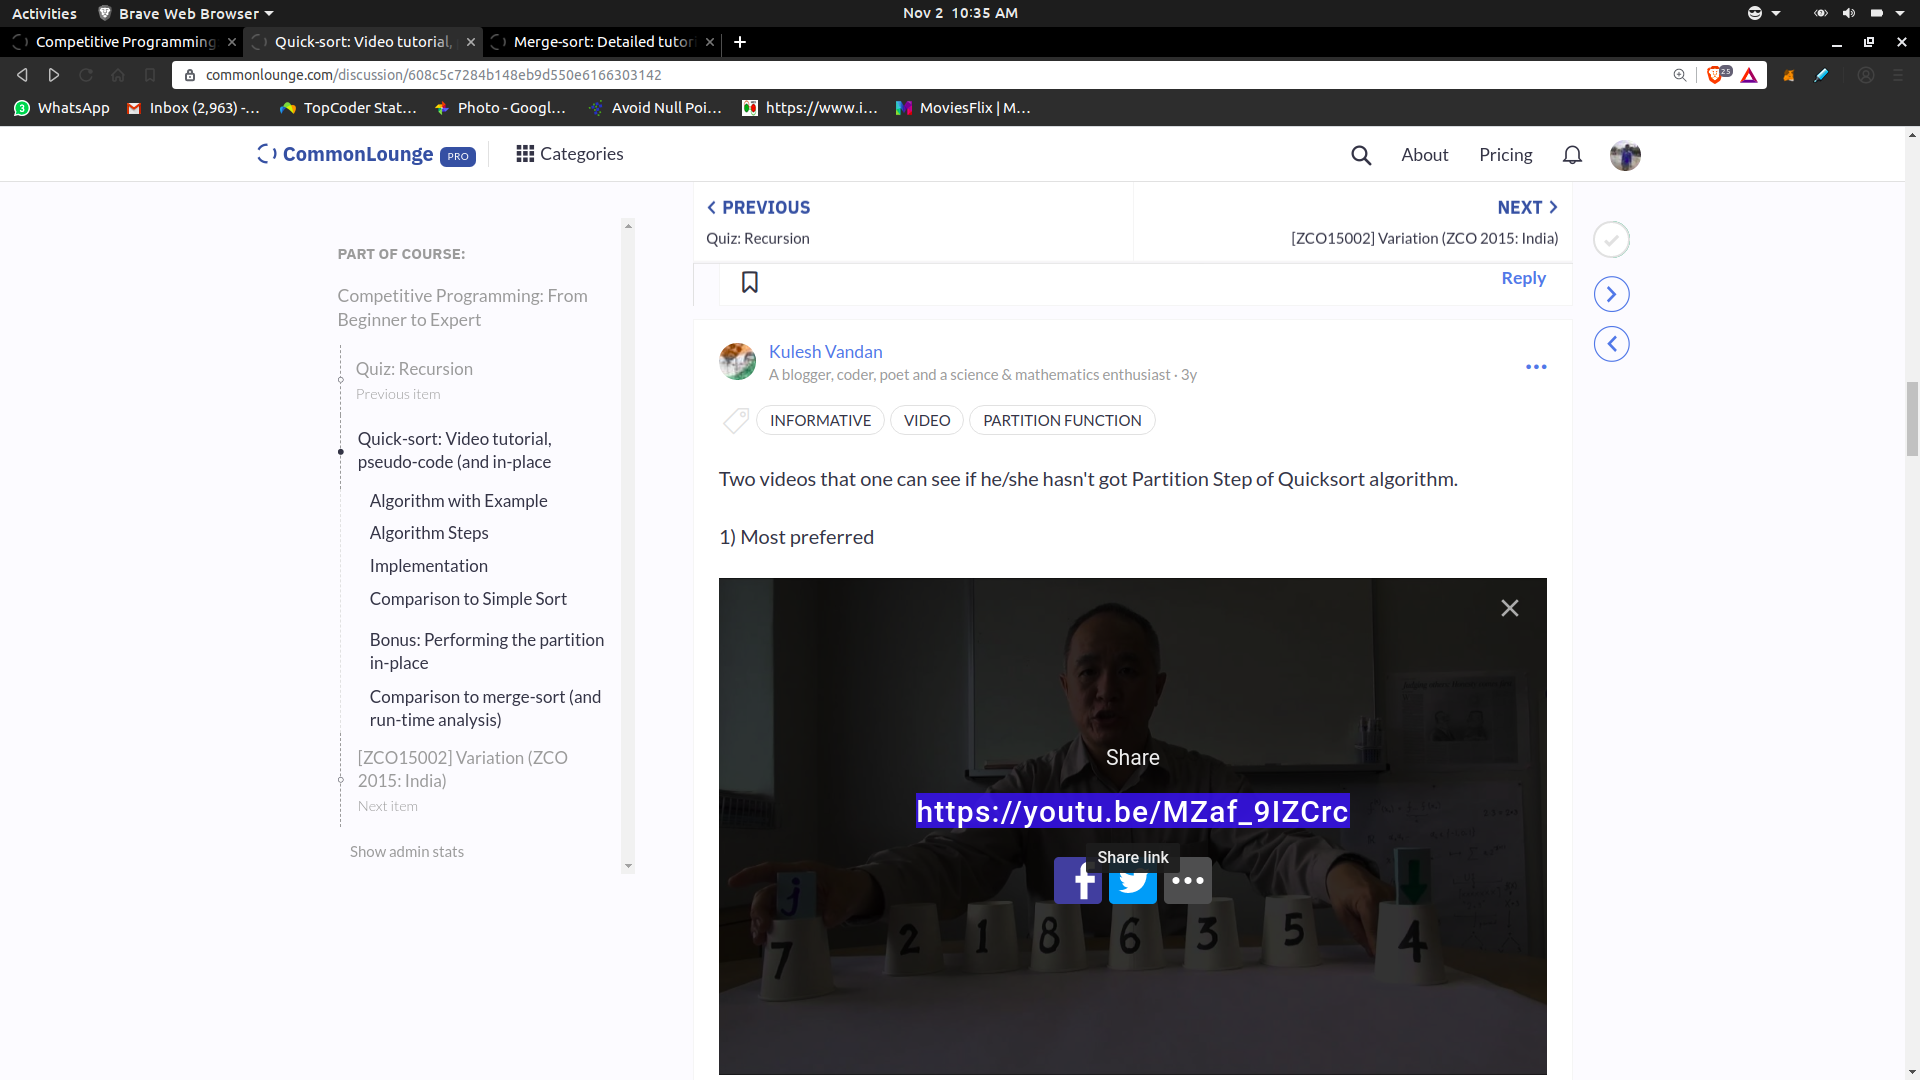 Activities
Brave Web Browser
Nov 2 10:35 AM
Competitive Programming
Quick-sort: Video tutorial,
Merge-sort: Detailed tutori
commonlounge.com/discussion/608c5c7284b148eb9d550e6166303142
25
3
WhatsApp
Inbox (2,963) -...
TopCoder Stat...
Photo - Googl...
Avoid Null Poi...
https://www.i...
MoviesFlix | M...
CommonLounge PRO
Categories
About
Pricing
PREVIOUS
NEXT
Quiz: Recursion
[ZCO15002] Variation (ZCO 2015: India)
Reply
PART OF COURSE:
Competitive Programming: From
Beginner to Expert
Quiz: Recursion
Previous item
Quick-sort: Video tutorial,
pseudo-code (and in-place
Algorithm with Example
Algorithm Steps
Implementation
Comparison to Simple Sort
Bonus: Performing the partition
in-place
Comparison to merge-sort (and
run-time analysis)
[ZCO15002] Variation (ZCO
2015: India)
Next item
Show admin stats
Kulesh Vandan
A blogger, coder, poet and a science & mathematics enthusiast · 3y
INFORMATIVE
VIDEO
PARTITION FUNCTION
Two videos that one can see if he/she hasn't got Partition Step of Quicksort algorithm.
1) Most preferred
Share
https://youtu.be/MZaf_9IZCrc
Share link
j
7 2 1 8 6 3 5 4